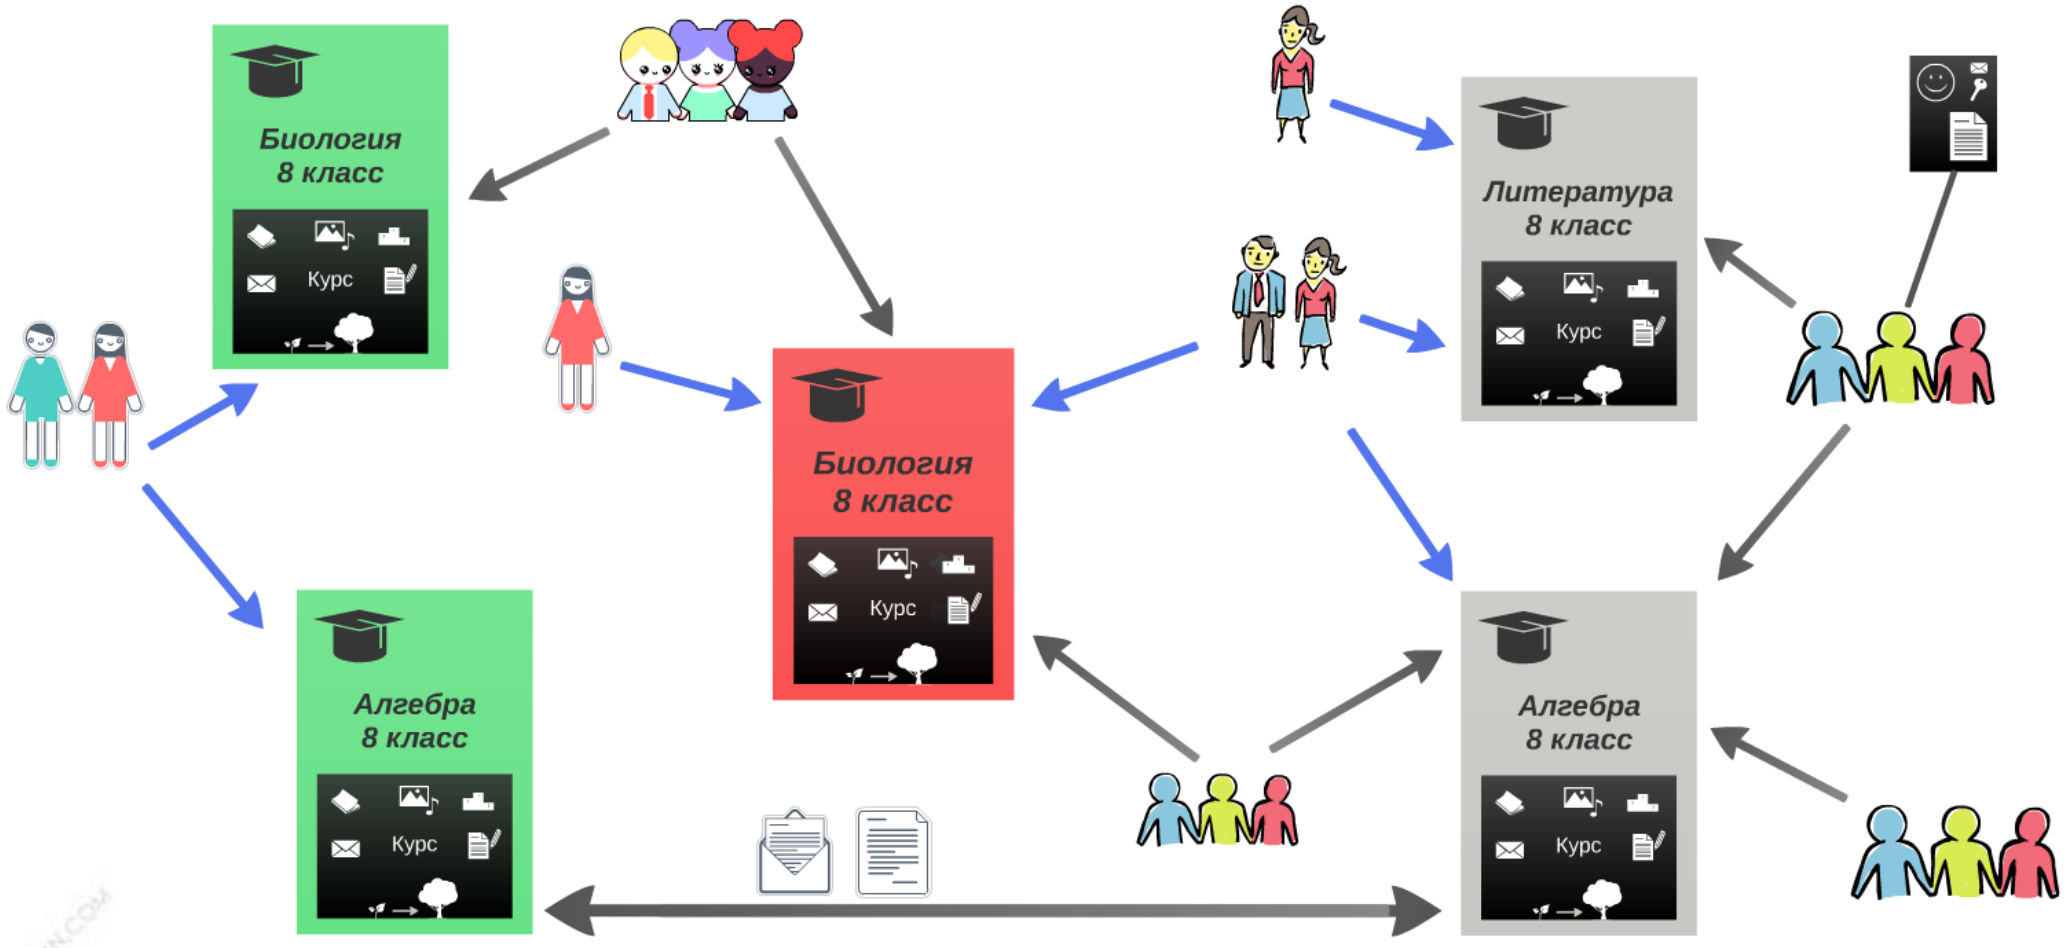 Биология
8 класс
Курс
Литература
8 класс
Курс
Биология
8 класс
Курс
Алгебра
8 класс
Курс
Алгебра
8 класс
Курс